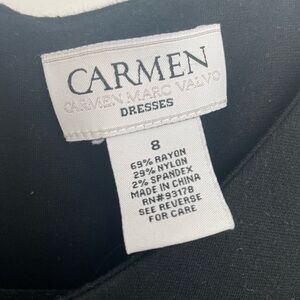 CARMEN
CARMEN MARC VALVO
DRESSES
8
69% RAYON
29% NYLON
2% SPANDEX
MADE IN CHINA
RN#93178
SEE REVERSE
FOR CARE